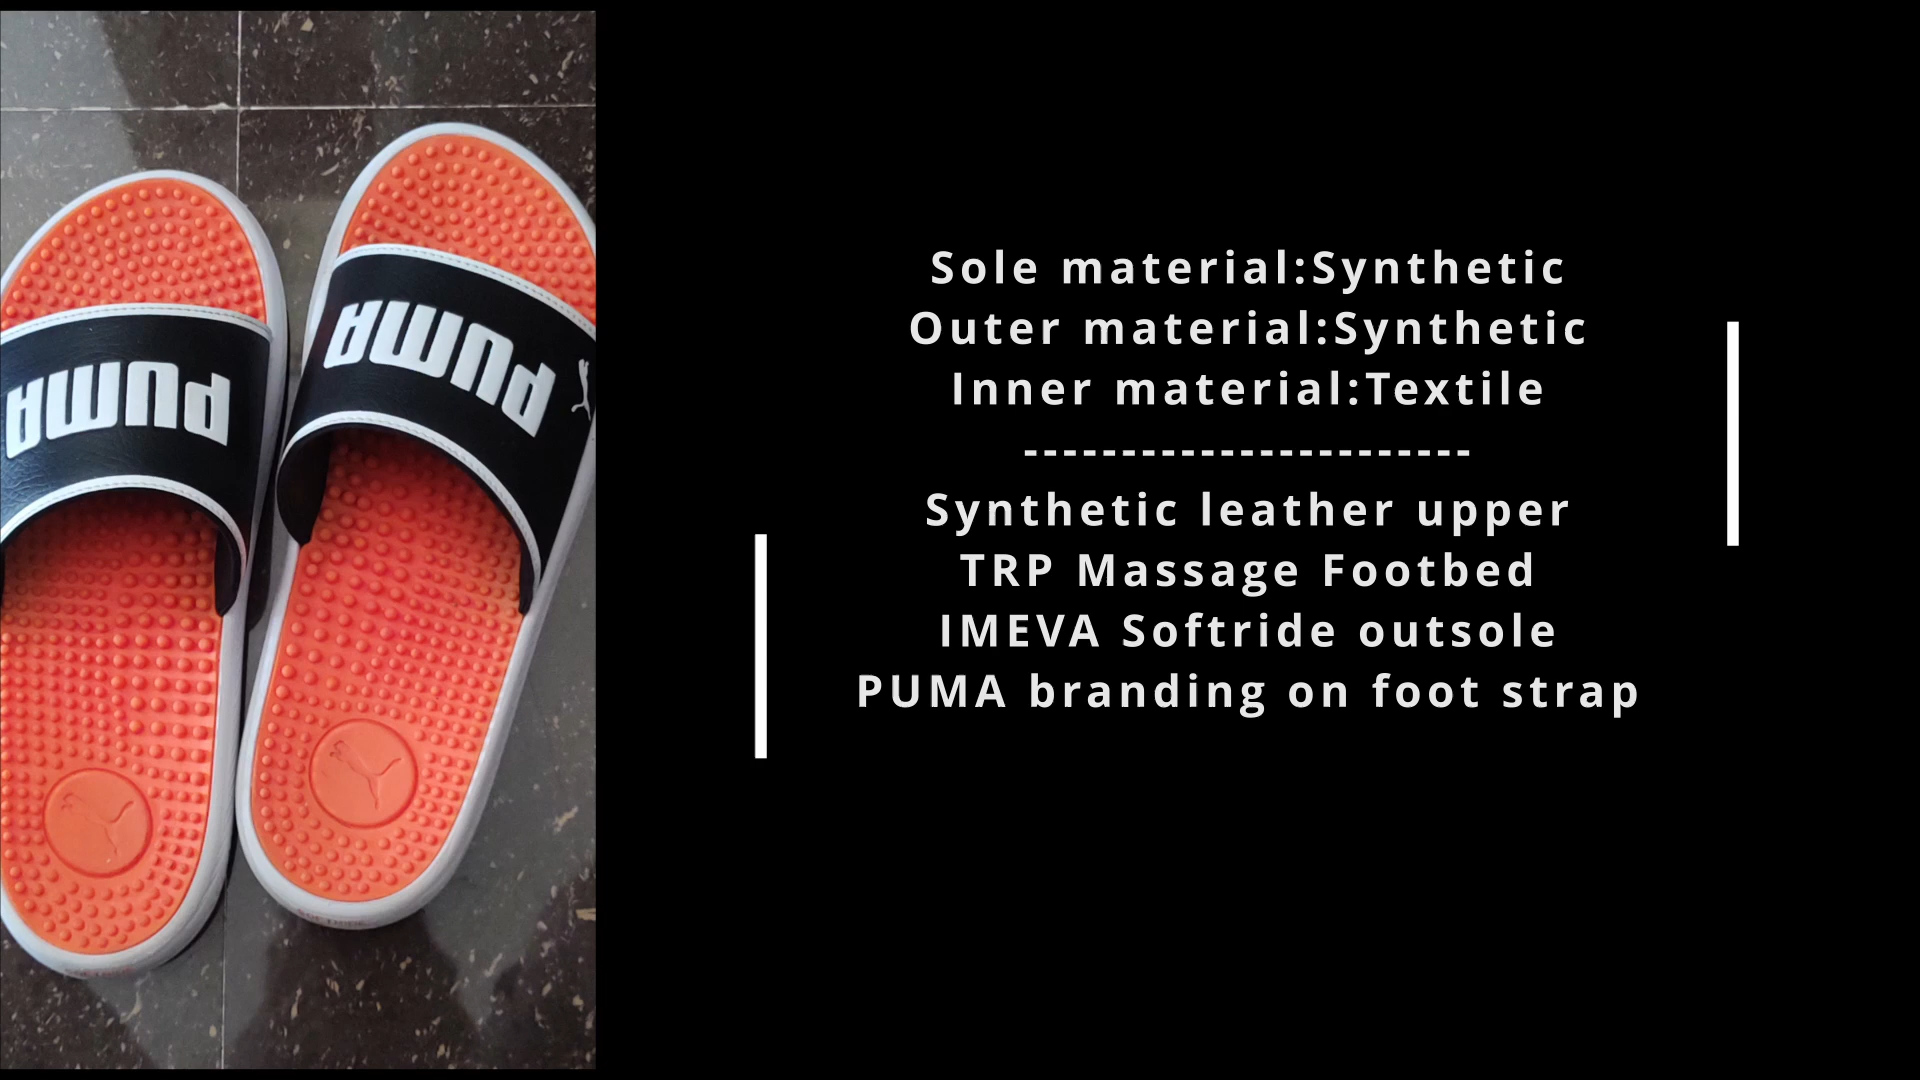 PUMA
PUMA
Sole material:Synthetic
Outer material:Synthetic
Inner material:Textile
-----------------------
Synthetic leather upper
TRP Massage Footbed
IMEVA Softride outsole
PUMA branding on foot strap